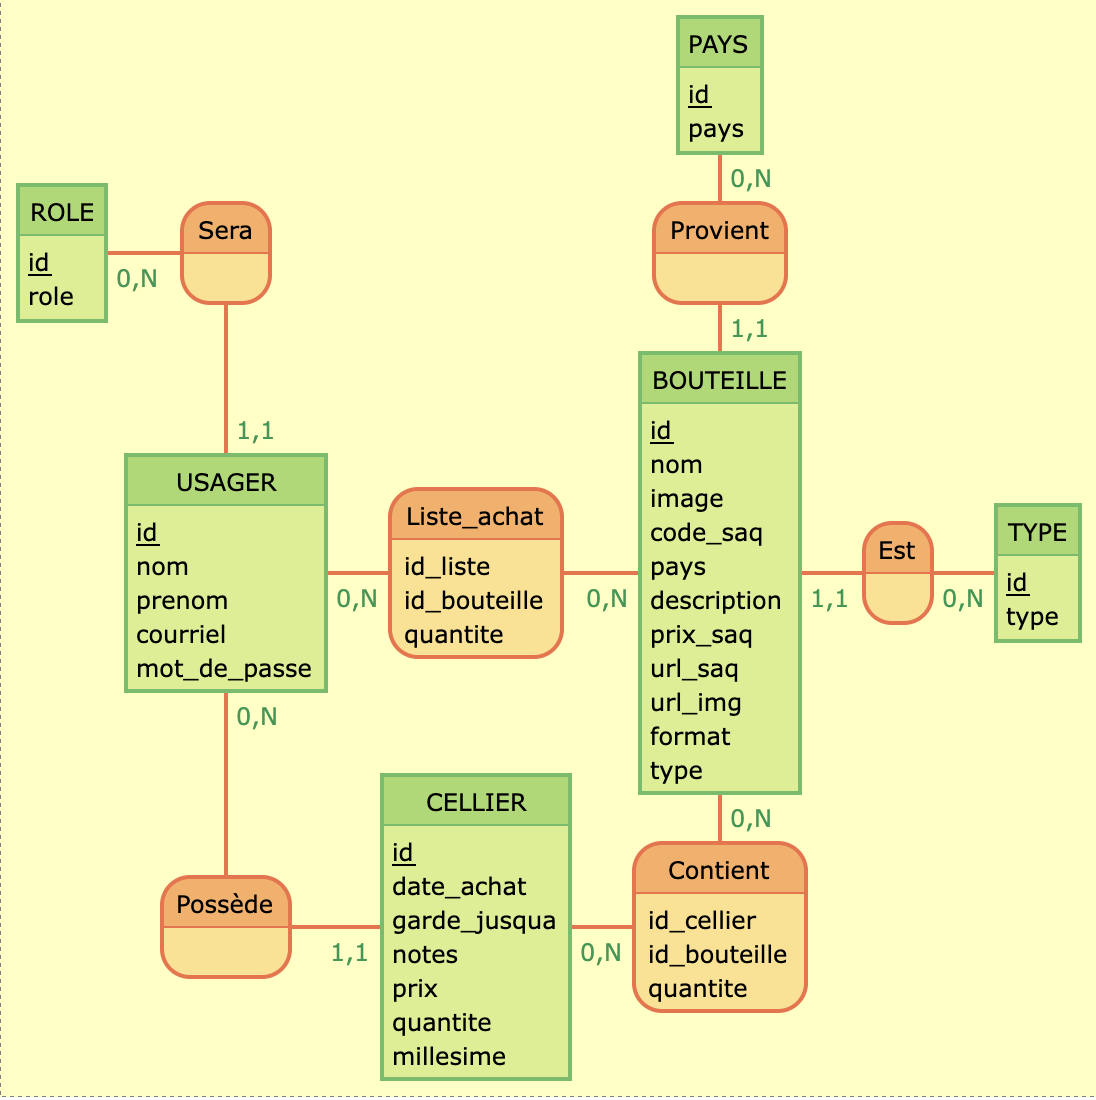 PAYS
id
pays
0,N
ROLE
id
role
0,N
Sera
1,1
Provient
1,1
BOUTEILLE
id
nom
image
code_saq
pays
description
prix_saq
url_saq
url_img
format
type
USAGER
id
nom
prenom
courriel
mot_de_passe
0,N
Liste_achat
id_liste
id_bouteille
quantite
0,N
1,1
Est
0,N
TYPE
id
type
0,N
Possède
1,1
CELLIER
id
date_achat
garde_jusqua
notes
prix
quantite
millesime
0,N
0,N
Contient
id_cellier
id_bouteille
quantite